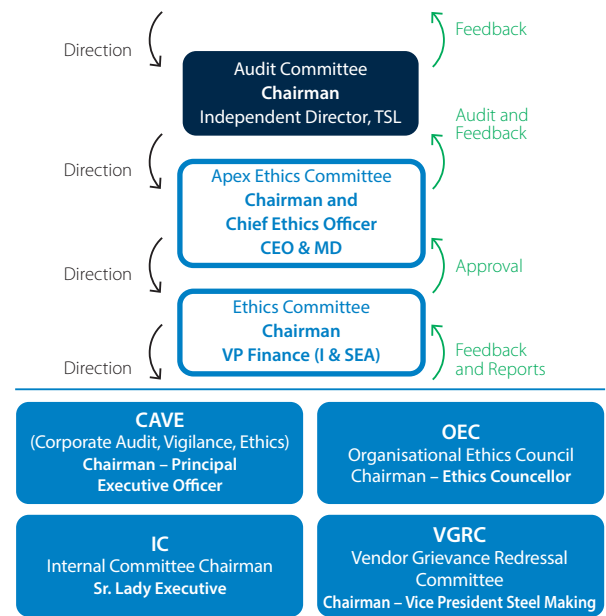 Direction
Feedback
Audit Committee
Chairman
Independent Director, TSL
Direction
Audit and
Feedback
Apex Ethics Committee
Chairman and
Chief Ethics Officer
CEO & MD
Direction
Approval
Ethics Committee
Chairman
VP Finance (I & SEA)
Direction
Feedback
and Reports
CAVE
(Corporate Audit, Vigilance, Ethics)
Chairman – Principal
Executive Officer
OEC
Organisational Ethics Council
Chairman – Ethics Councellor
IC
Internal Committee Chairman
Sr. Lady Executive
VGRC
Vendor Grievance Redressal
Committee
Chairman – Vice President Steel Making